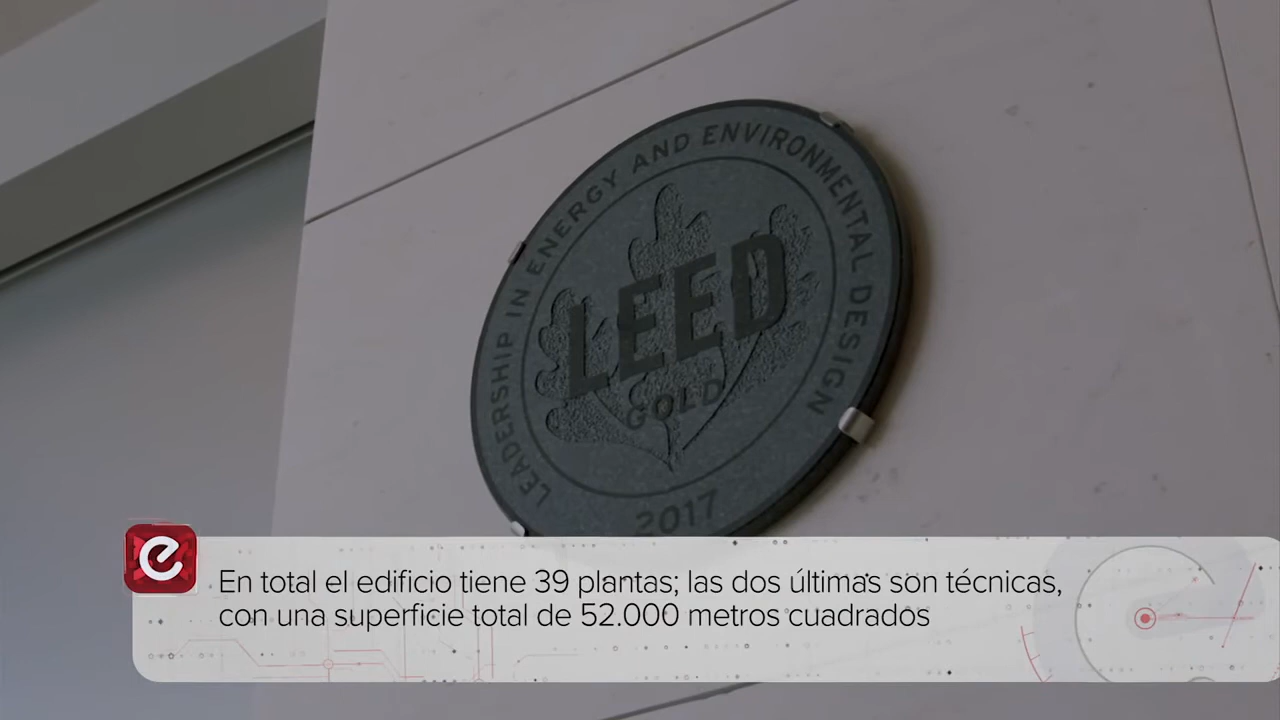 LEADERSHIP IN ENERGY AND ENVIRONMENTAL DESIGN
LEED
GOLD
2017
e
En total el edificio tiene 39 plantas; las dos últimas son técnicas,
con una superficie total de 52.000 metros cuadrados